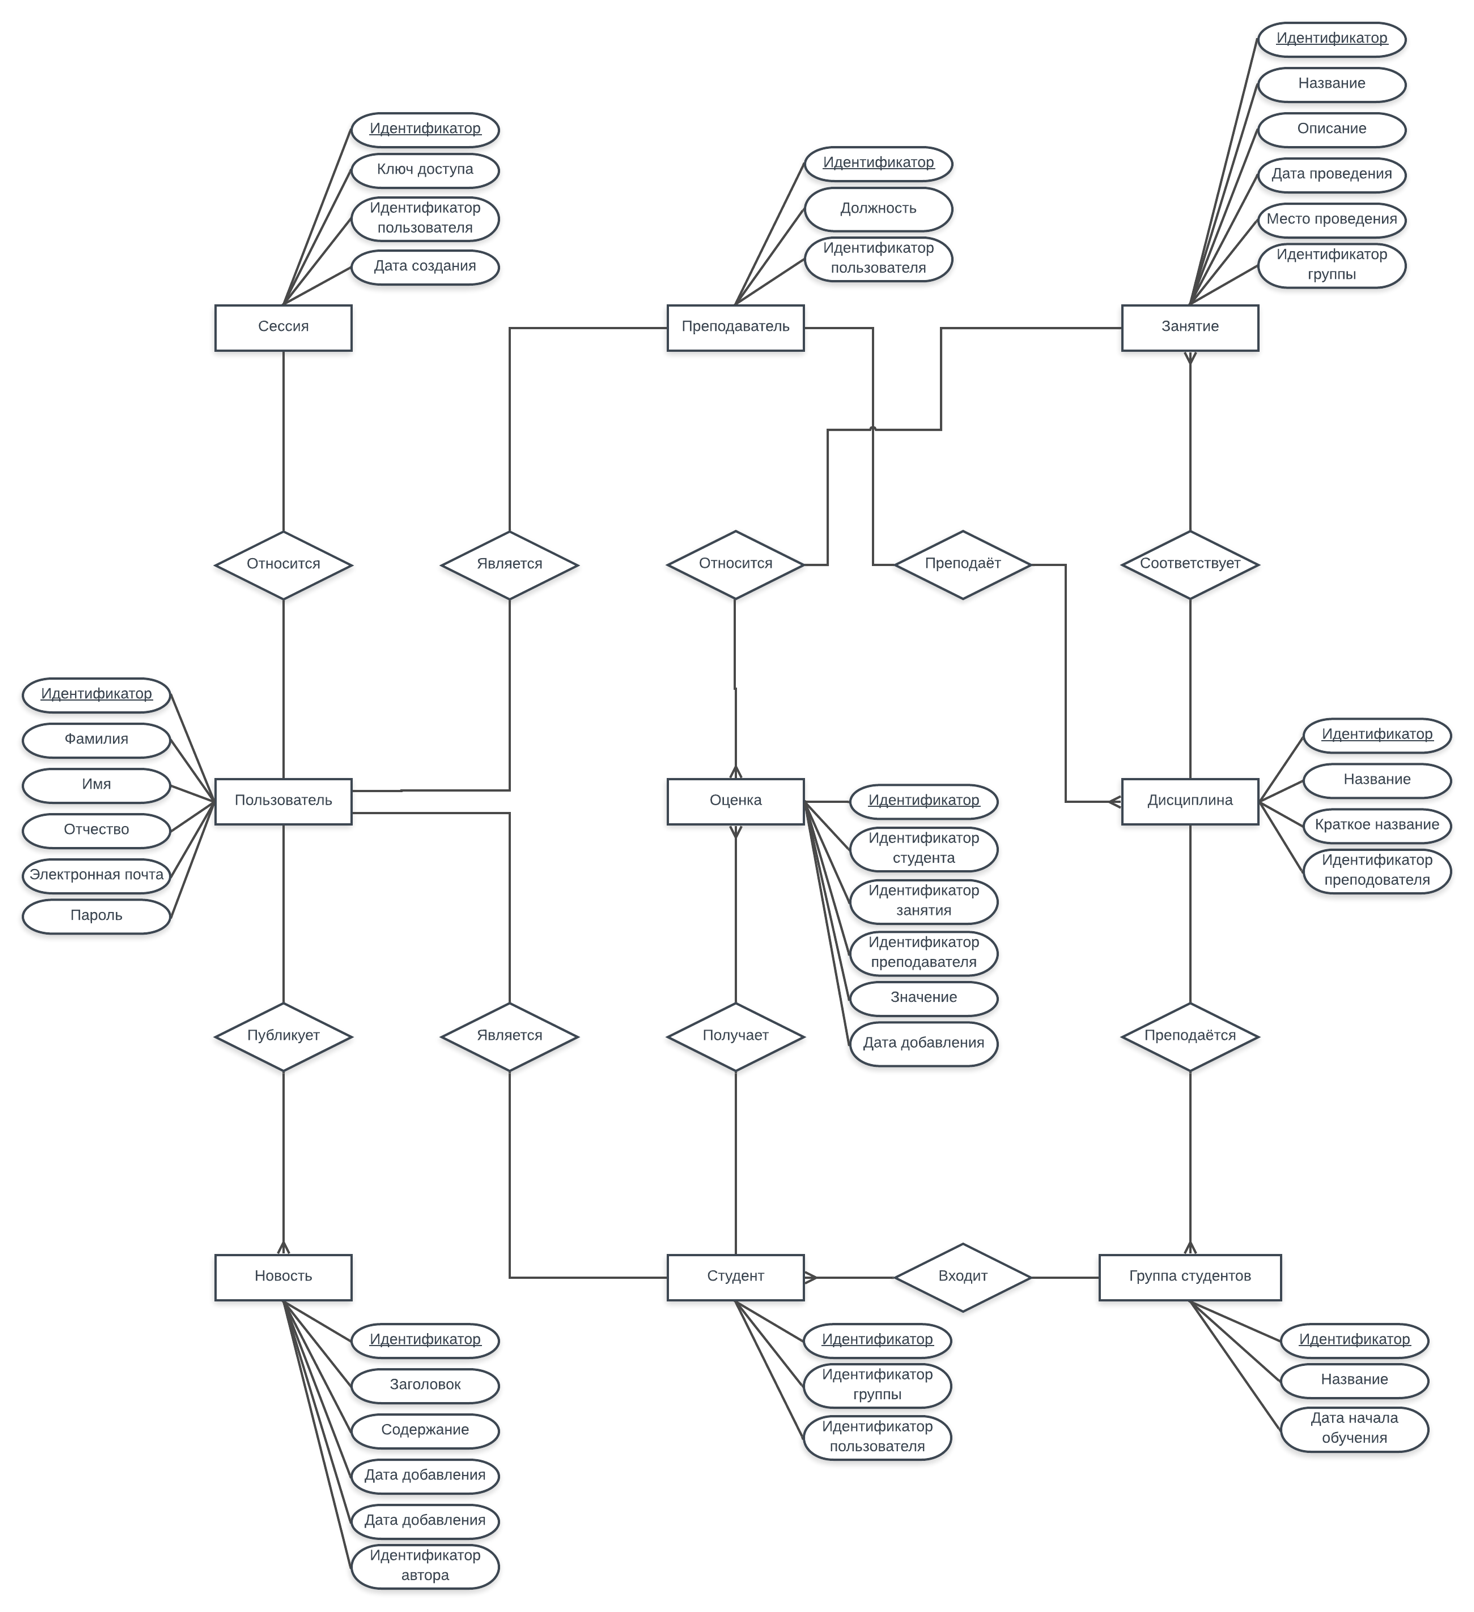 Идентификатор
Название
Описание
Дата проведения
Место проведения
Идентификатор
группы
Занятие
Идентификатор
Ключ доступа
Идентификатор
пользователя
Дата создания
Сессия
Идентификатор
Должность
Идентификатор
пользователя
Преподаватель
Относится
Является
Относится
Преподаёт
Соответствует
Идентификатор
Фамилия
Имя
Отчество
Электронная почта
Пароль
Пользователь
Оценка
Идентификатор
Идентификатор
студента
Идентификатор
занятия
Идентификатор
преподавателя
Значение
Дата добавления
Дисциплина
Идентификатор
Название
Краткое название
Идентификатор
преподователя
Публикует
Является
Получает
Преподаётся
Новость
Студент
Входит
Группа студентов
Идентификатор
Заголовок
Содержание
Дата добавления
Дата добавления
Идентификатор
автора
Идентификатор
Идентификатор
группы
Идентификатор
пользователя
Идентификатор
Название
Дата начала
обучения